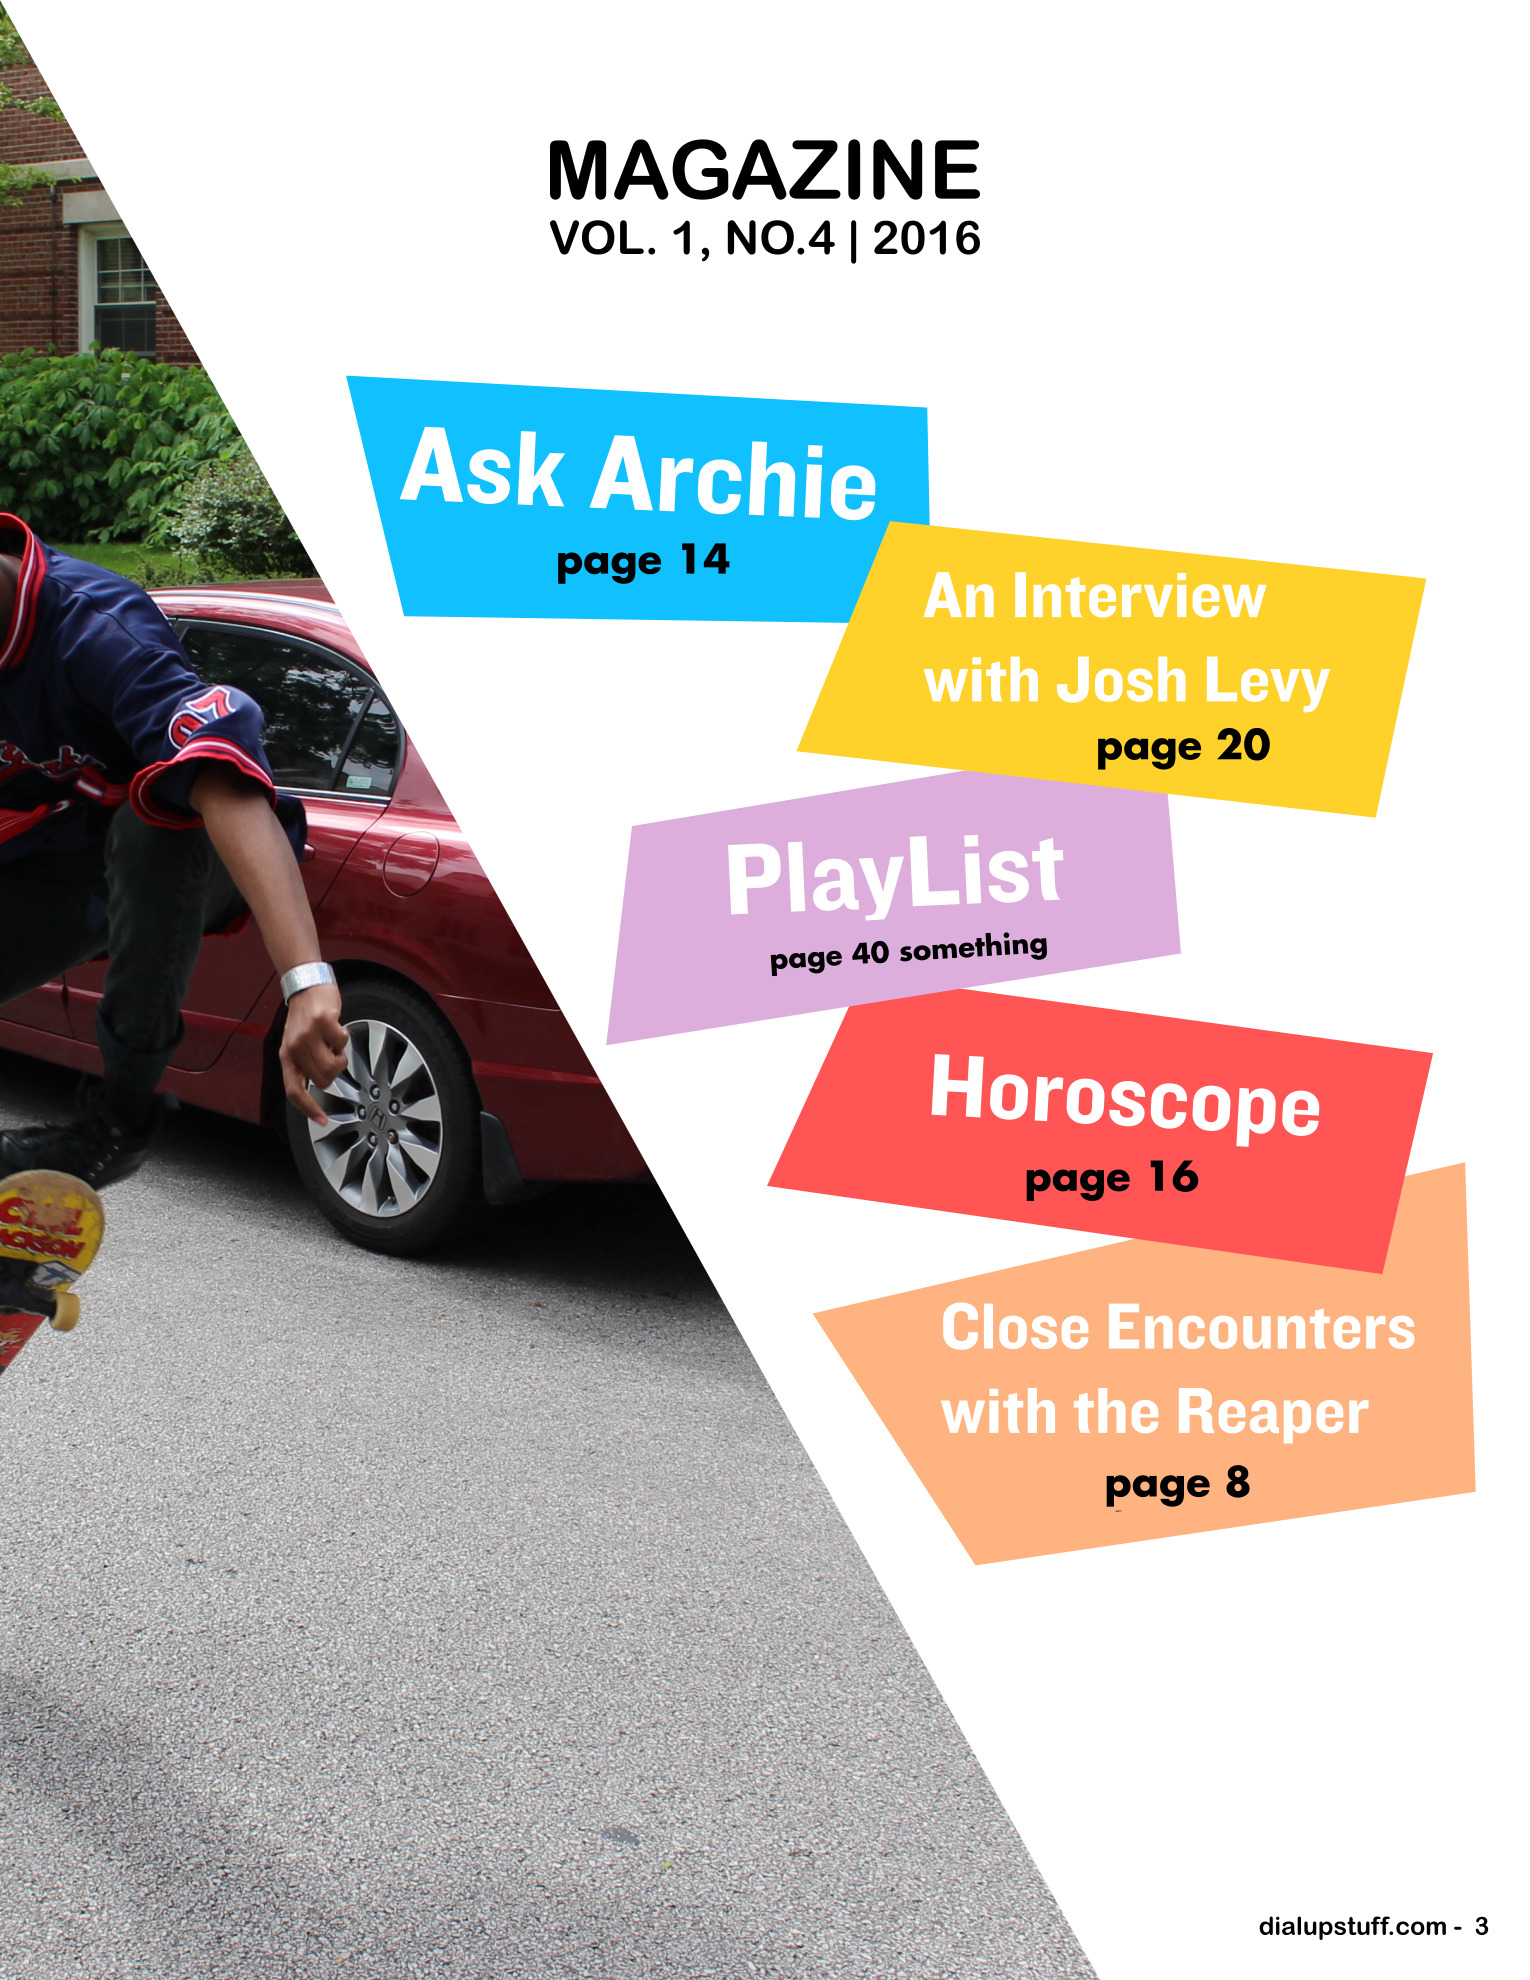 MAGAZINE
VOL. 1, NO.4 | 2016
Ask Archie
page 14
An Interview
with Josh Levy
page 20
PlayList
page 40 something
Horoscope
page 16
Close Encounters
with the Reaper
page 8
07
dialupstuff.com - 3